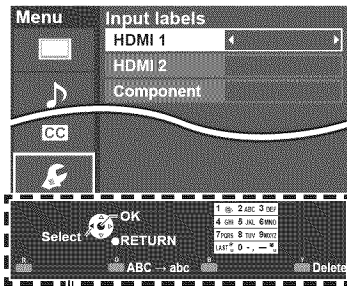 Menu
Input labels
HDMI 1
HDMI 2
Component
CC
OK
Select
RETURN
1 @. 2 ABC 3 DEF
4 GHI 5 JKL 6 MNO
7 PQRS 8 TUV 9 WXYZ
LAST 0 - ,
R G B Y
ABC → abc
Delete